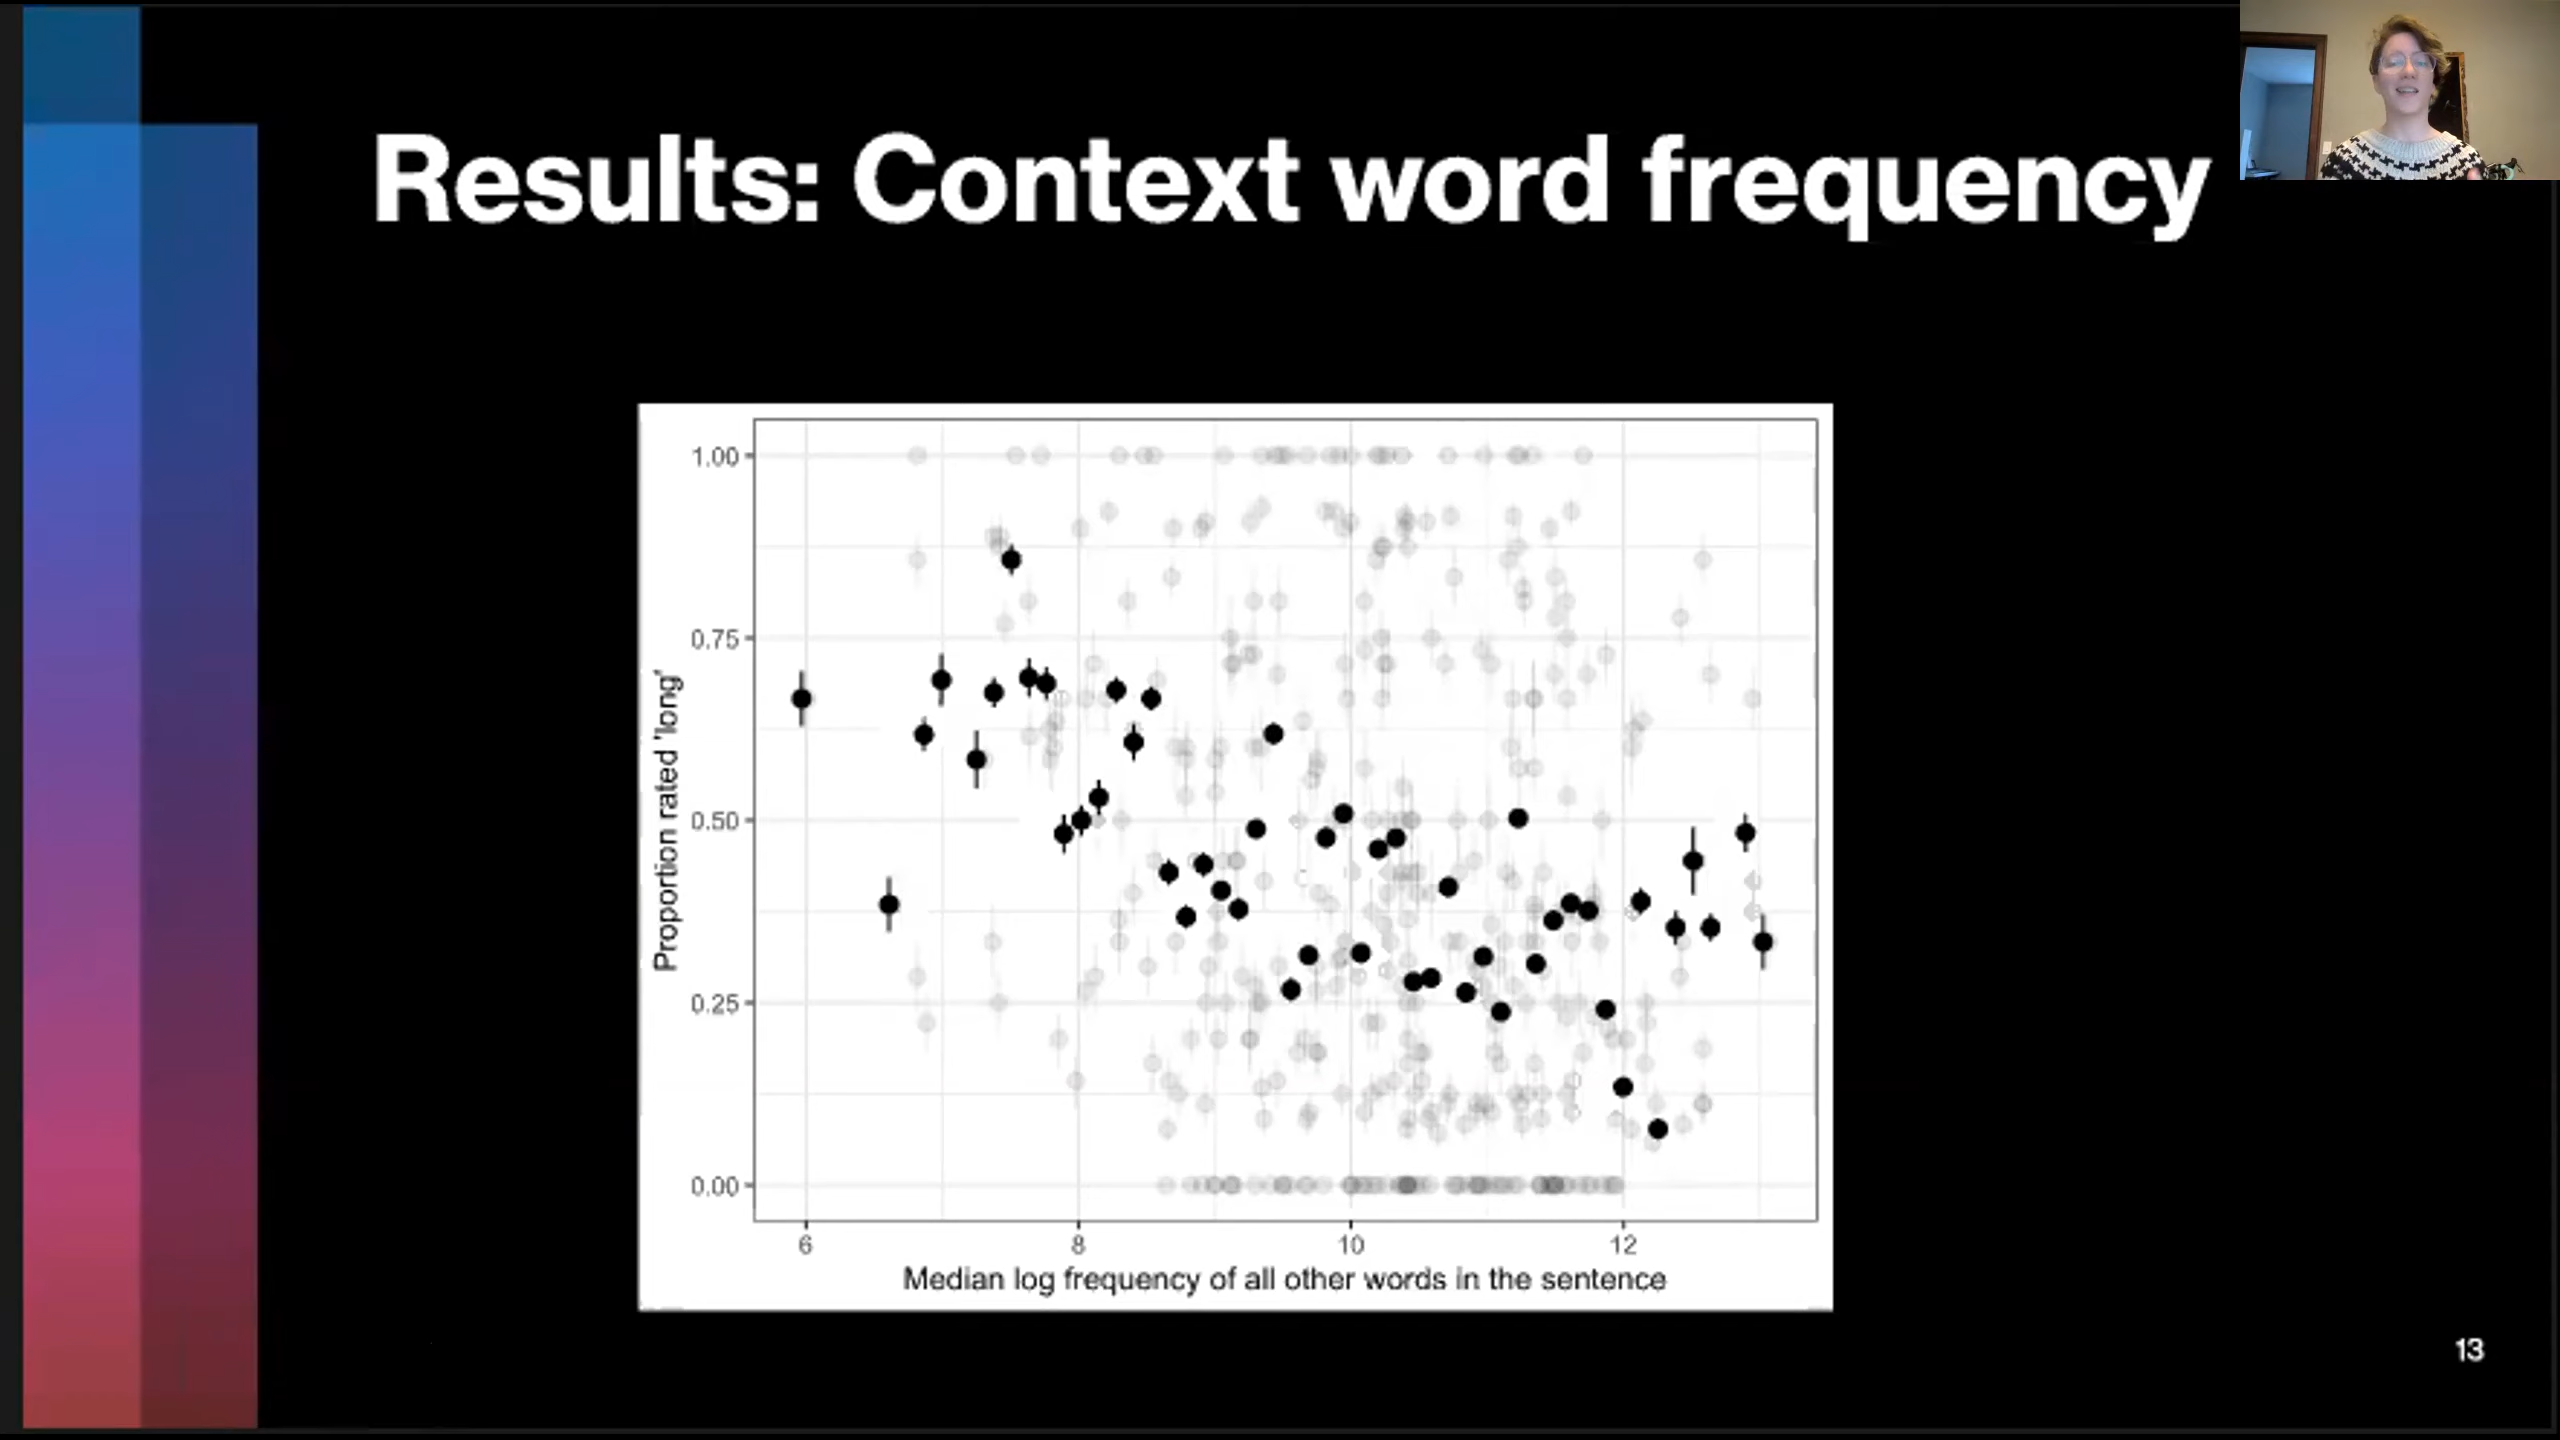 Results: Context word frequency
1.00
0.75
0.50
0.25
0.00
Proportion rated 'long'
6 8 10 12
Median log frequency of all other words in the sentence
13